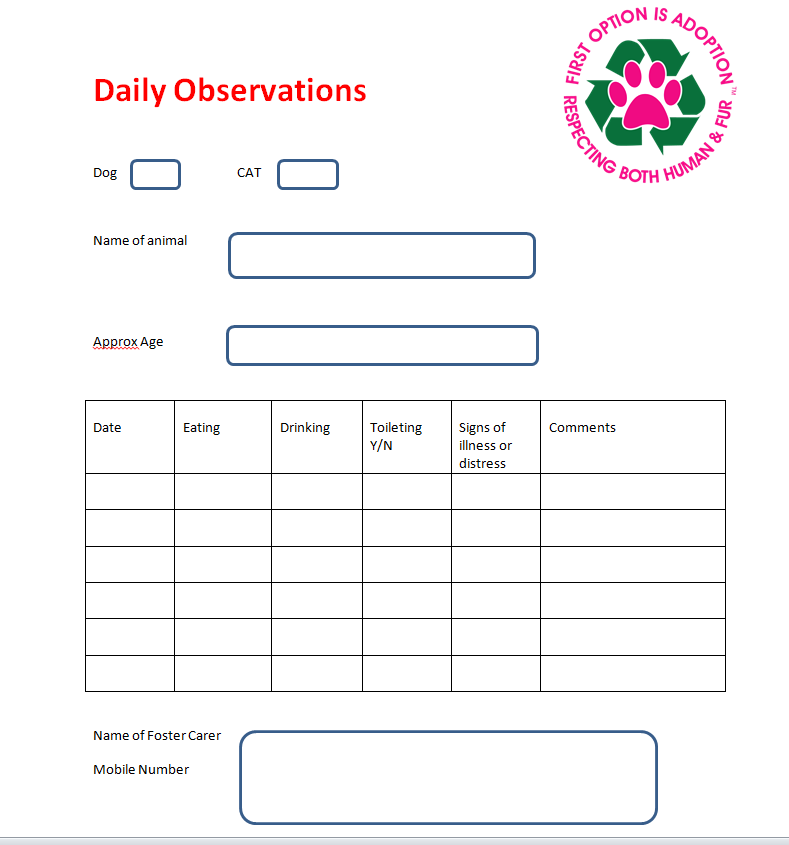 FIRST OPTION IS ADOPTION ™
RESPECTING BOTH HUMAN & FUR
Daily Observations
Dog CAT
Name of animal
Approx Age
Date Eating Drinking Toileting Y/N Signs of illness or distress Comments
Name of Foster Carer
Mobile Number